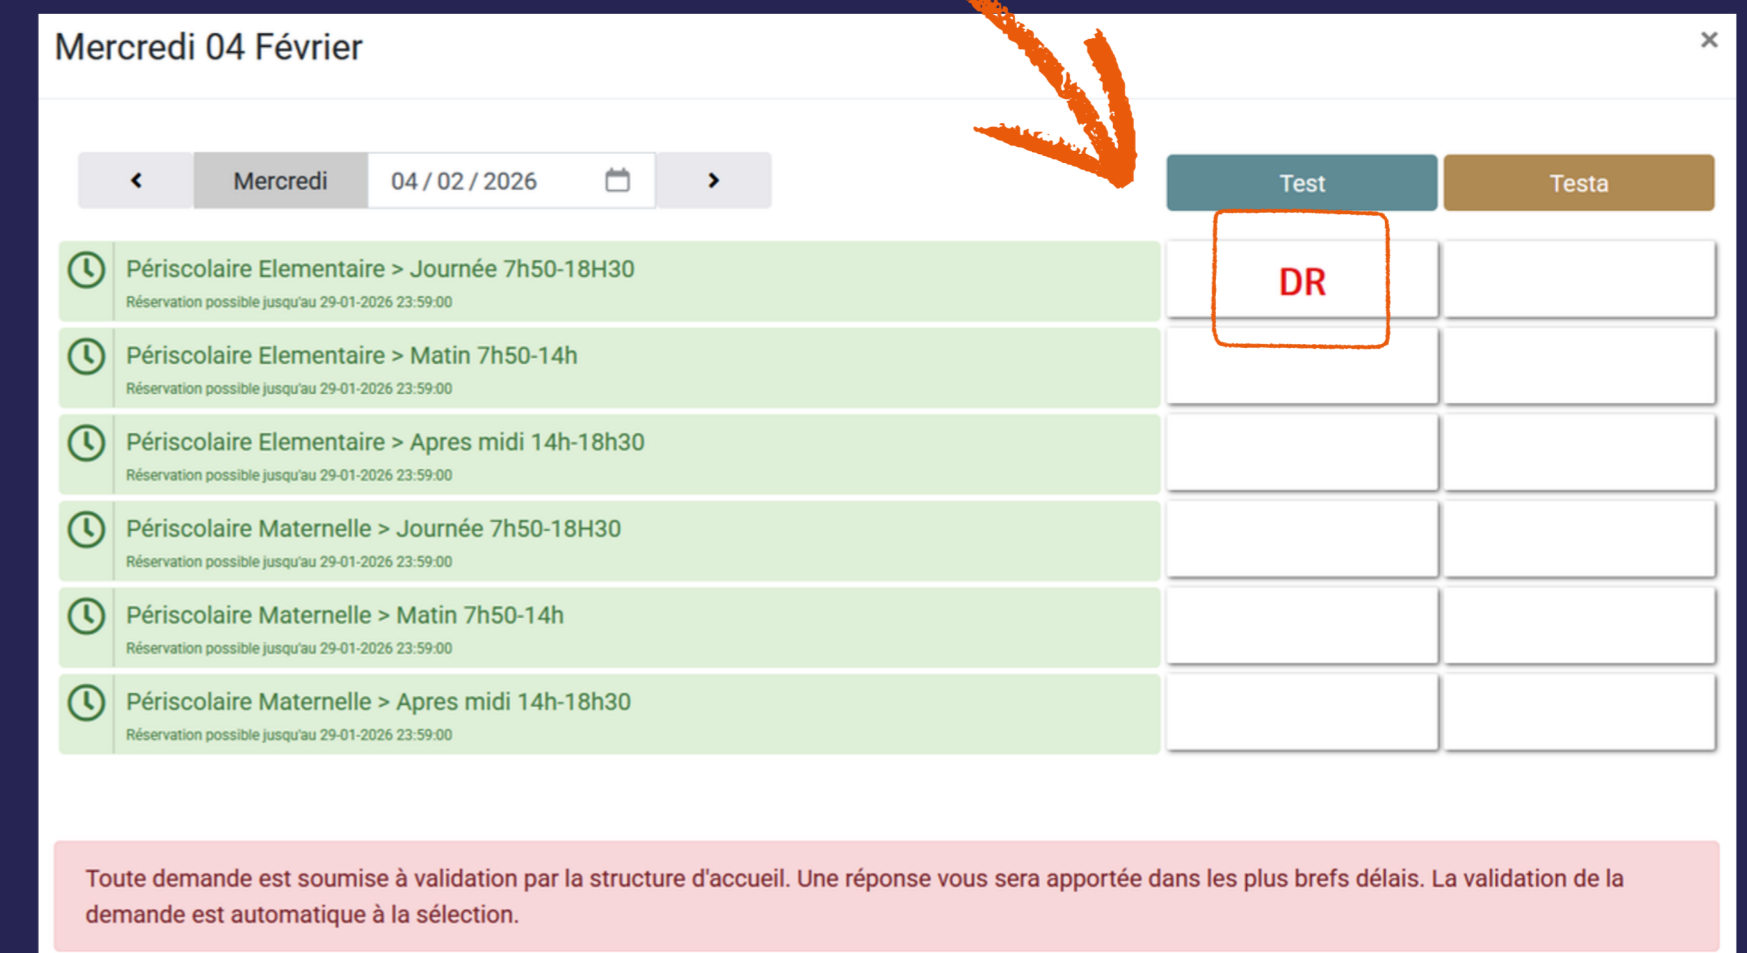 Mercredi 04 Février
×
Mercredi 04 / 02 / 2026
Test Testa
Périscolaire Elementaire > Journée 7h50-18H30
Réservation possible jusqu'au 29-01-2026 23:59:00
DR
Périscolaire Elementaire > Matin 7h50-14h
Réservation possible jusqu'au 29-01-2026 23:59:00
Périscolaire Elementaire > Apres midi 14h-18h30
Réservation possible jusqu'au 29-01-2026 23:59:00
Périscolaire Maternelle > Journée 7h50-18H30
Réservation possible jusqu'au 29-01-2026 23:59:00
Périscolaire Maternelle > Matin 7h50-14h
Réservation possible jusqu'au 29-01-2026 23:59:00
Périscolaire Maternelle > Apres midi 14h-18h30
Réservation possible jusqu'au 29-01-2026 23:59:00
Toute demande est soumise à validation par la structure d'accueil. Une réponse vous sera apportée dans les plus brefs délais. La validation de la
demande est automatique à la sélection.